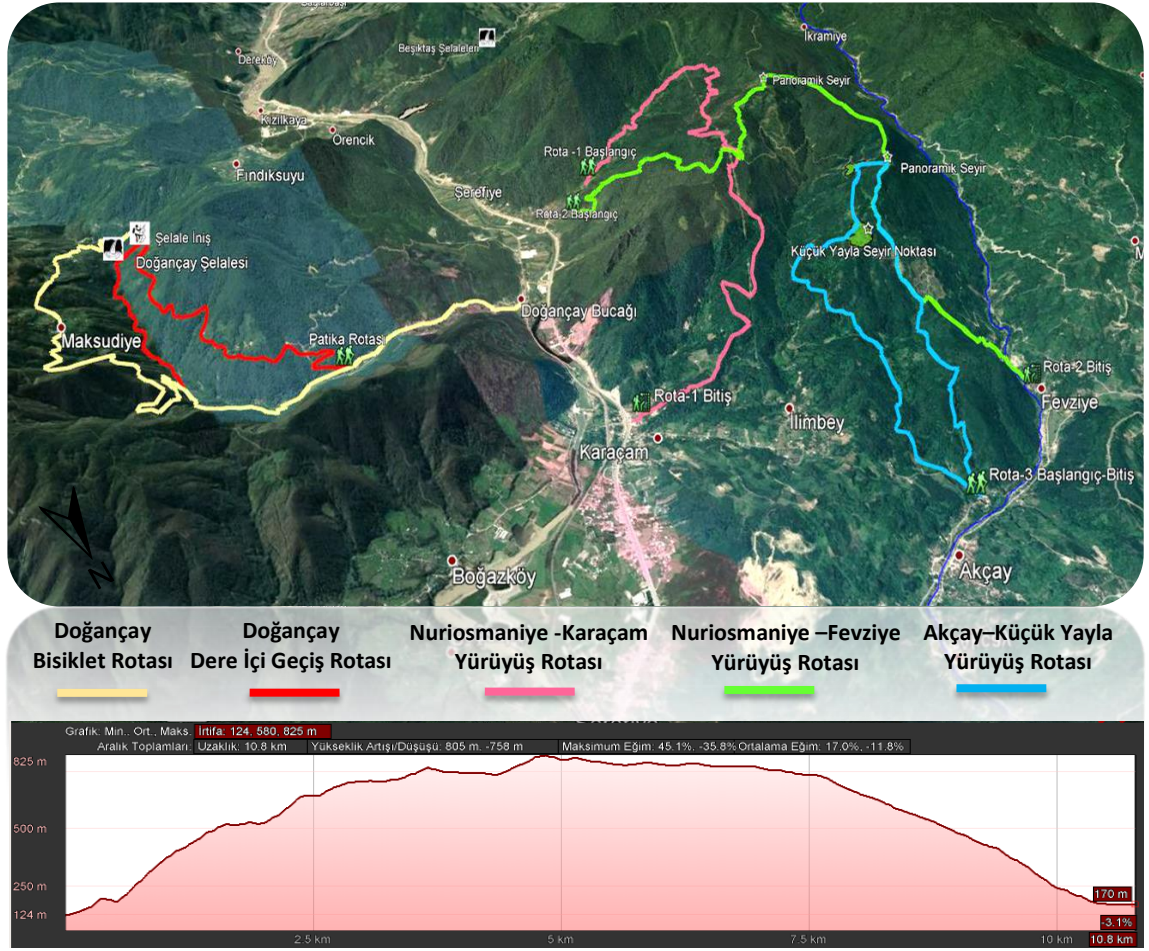 Bağlarbaşı
İkramiye
Beşiktaş Şelaleleri
Dereköy
Panoramik Seyir
Kızılkaya
Örencik
Rota -1 Başlangıç
Panoramik Seyir
Fındıksuyu
Şerefiye
Rota-2 Başlangıç
Şelale İniş
Küçük Yayla Seyir Noktası
Doğançay Şelalesi
Doğançay Bucağı
Maksudiye
Patika Rotası
Rota-2 Bitiş
Rota-1 Bitiş
Fevziye
İlimbey
Karaçam
Rota-3 Başlangıç-Bitiş
Boğazköy
Akçay
N
Doğançay
Bisiklet Rotası
Doğançay
Dere İçi Geçiş Rotası
Nuriosmaniye -Karaçam
Yürüyüş Rotası
Nuriosmaniye –Fevziye
Yürüyüş Rotası
Akçay–Küçük Yayla
Yürüyüş Rotası
Grafik: Min., Ort., Maks. İrtifa: 124, 580, 825 m
Aralık Toplamları: Uzaklık: 10.8 km Yükseklik Artışı/Düşüşü: 805 m, -758 m Maksimum Eğim: 45.1%, -35.8% Ortalama Eğim: 17.0%, -11.8%
825 m
500 m
250 m
170 m
124 m
-3.1%
2.5 km
5 km
7.5 km
10 km
10.8 km